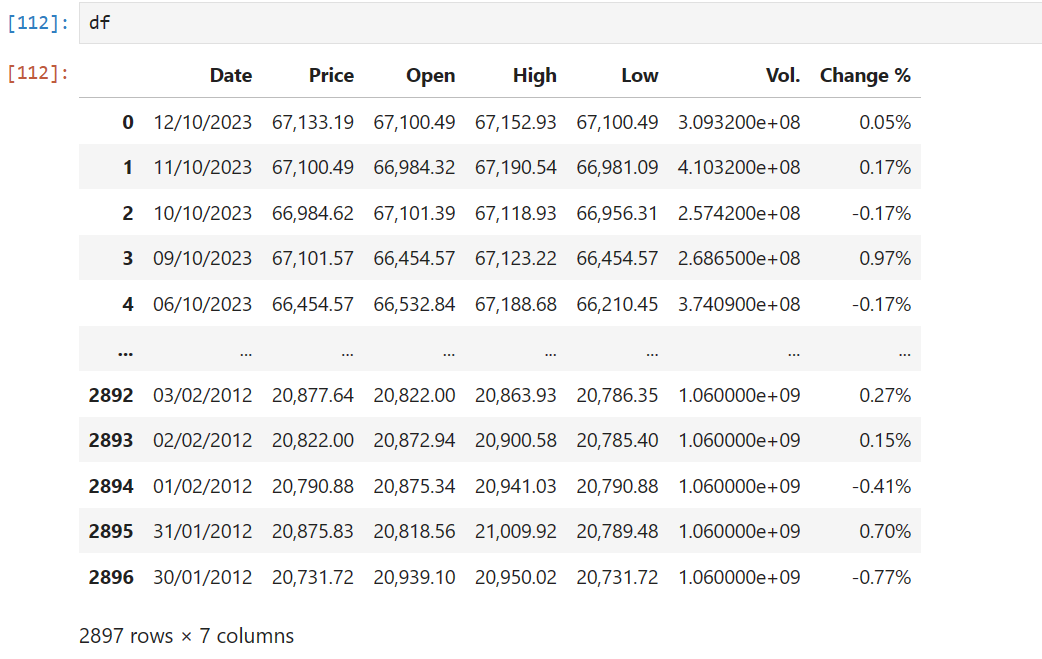 [112]: df
[112]:
Date Price Open High Low Vol. Change %
0 12/10/2023 67,133.19 67,100.49 67,152.93 67,100.49 3.093200e+08 0.05%
1 11/10/2023 67,100.49 66,984.32 67,190.54 66,981.09 4.103200e+08 0.17%
2 10/10/2023 66,984.62 67,101.39 67,118.93 66,956.31 2.574200e+08 -0.17%
3 09/10/2023 67,101.57 66,454.57 67,123.22 66,454.57 2.686500e+08 0.97%
4 06/10/2023 66,454.57 66,532.84 67,188.68 66,210.45 3.740900e+08 -0.17%
... ... ... ... ... ... ... ...
2892 03/02/2012 20,877.64 20,822.00 20,863.93 20,786.35 1.060000e+09 0.27%
2893 02/02/2012 20,822.00 20,872.94 20,900.58 20,785.40 1.060000e+09 0.15%
2894 01/02/2012 20,790.88 20,875.34 20,941.03 20,790.88 1.060000e+09 -0.41%
2895 31/01/2012 20,875.83 20,818.56 21,009.92 20,789.48 1.060000e+09 0.70%
2896 30/01/2012 20,731.72 20,939.10 20,950.02 20,731.72 1.060000e+09 -0.77%
2897 rows × 7 columns